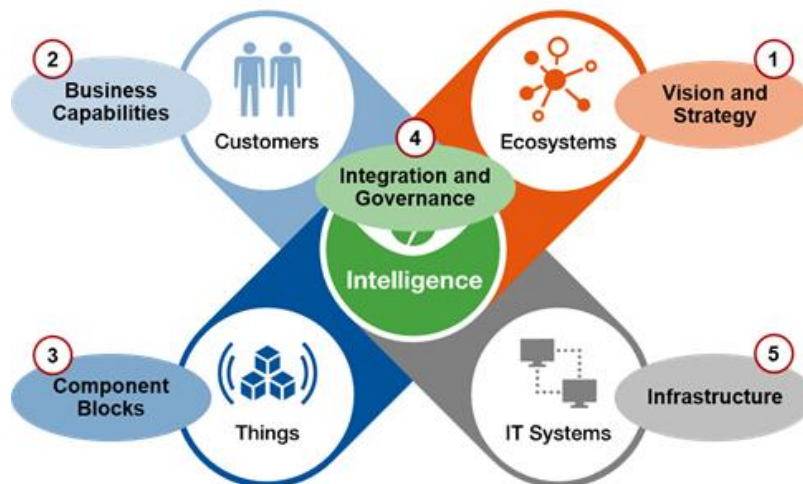 2
Business
Capabilities
Customers
1
Vision and
Strategy
Ecosystems
4
Integration and
Governance
Intelligence
3
Component
Blocks
Things
5
Infrastructure
IT Systems